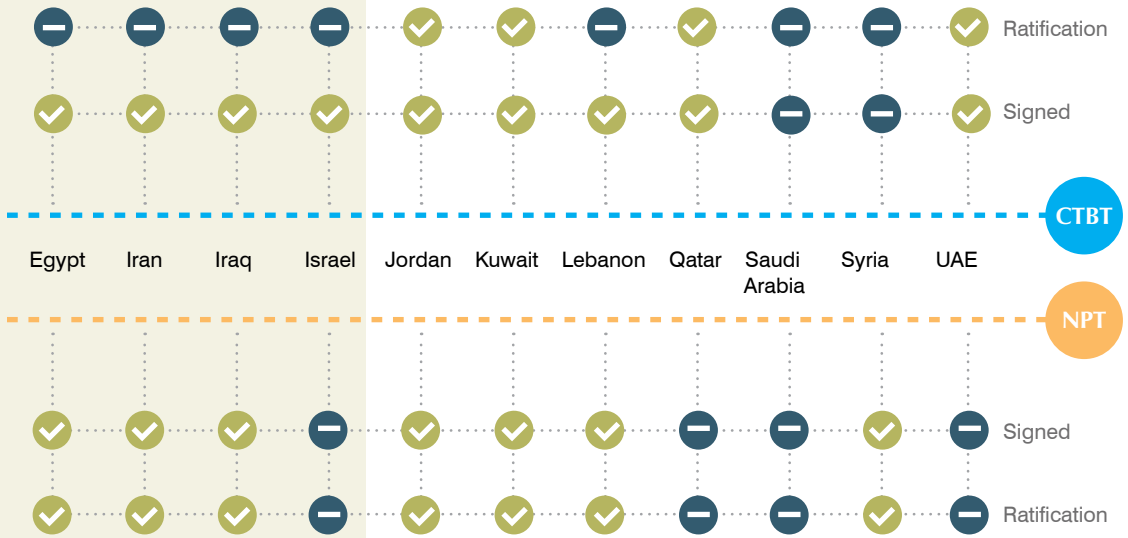 Ratification
Signed
CTBT
Egypt Iran Iraq Israel Jordan Kuwait Lebanon Qatar Saudi Arabia Syria UAE
NPT
Signed
Ratification